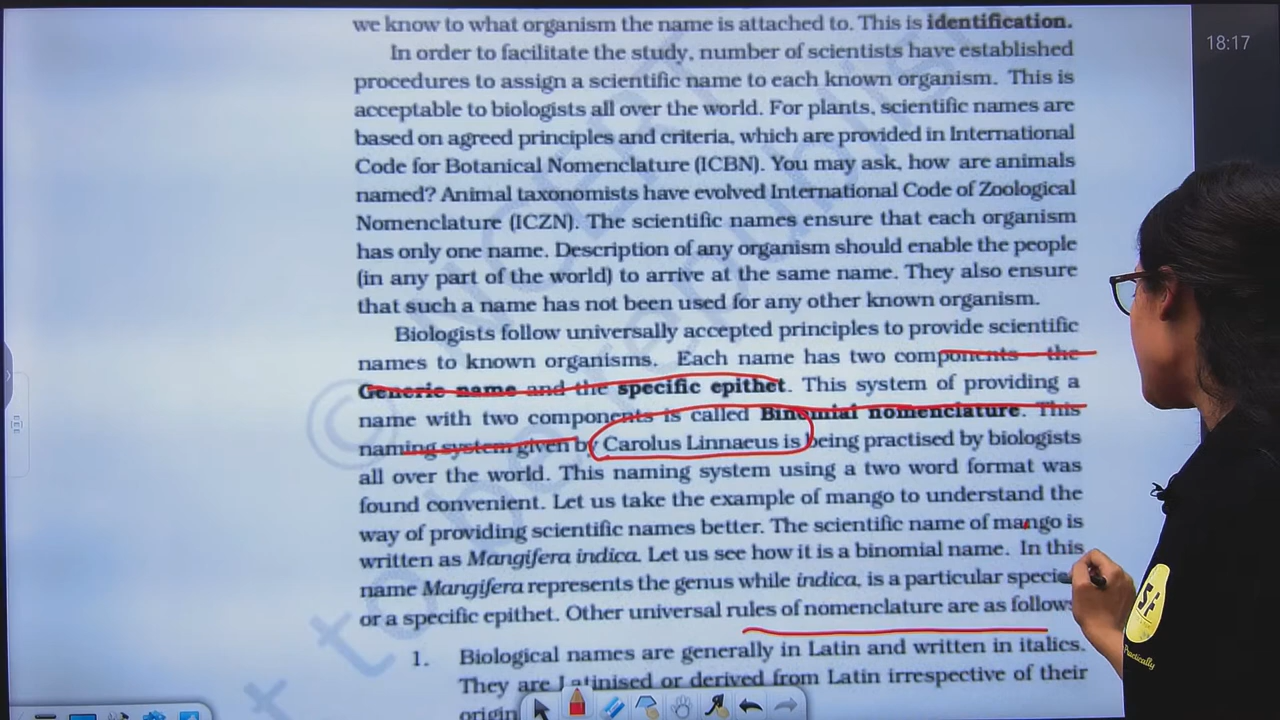 we know to what organism the name is attached to. This is identification.
18:17
In order to facilitate the study, number of scientists have established
procedures to assign a scientific name to each known organism. This is
acceptable to biologists all over the world. For plants, scientific names are
based on agreed principles and criteria, which are provided in International
Code for Botanical Nomenclature (ICBN). You may ask, how are animals
named? Animal taxonomists have evolved International Code of Zoological
Nomenclature (ICZN). The scientific names ensure that each organism
has only one name. Description of any organism should enable the people
(in any part of the world) to arrive at the same name. They also ensure
that such a name has not been used for any other known organism.
Biologists follow universally accepted principles to provide scientific
names to known organisms. Each name has two components – the
Generic name and the specific epithet. This system of providing a
name with two components is called Binomial nomenclature. This
naming system given by Carolus Linnaeus is being practised by biologists
all over the world. This naming system using a two word format was
found convenient. Let us take the example of mango to understand the
way of providing scientific names better. The scientific name of mango is
written as Mangifera indica. Let us see how it is a binomial name. In this
name Mangifera represents the genus while indica, is a particular specie
or a specific epithet. Other universal rules of nomenclature are as follow
1. Biological names are generally in Latin and written in italics.
They are Latinised or derived from Latin irrespective of their
origin
Practically